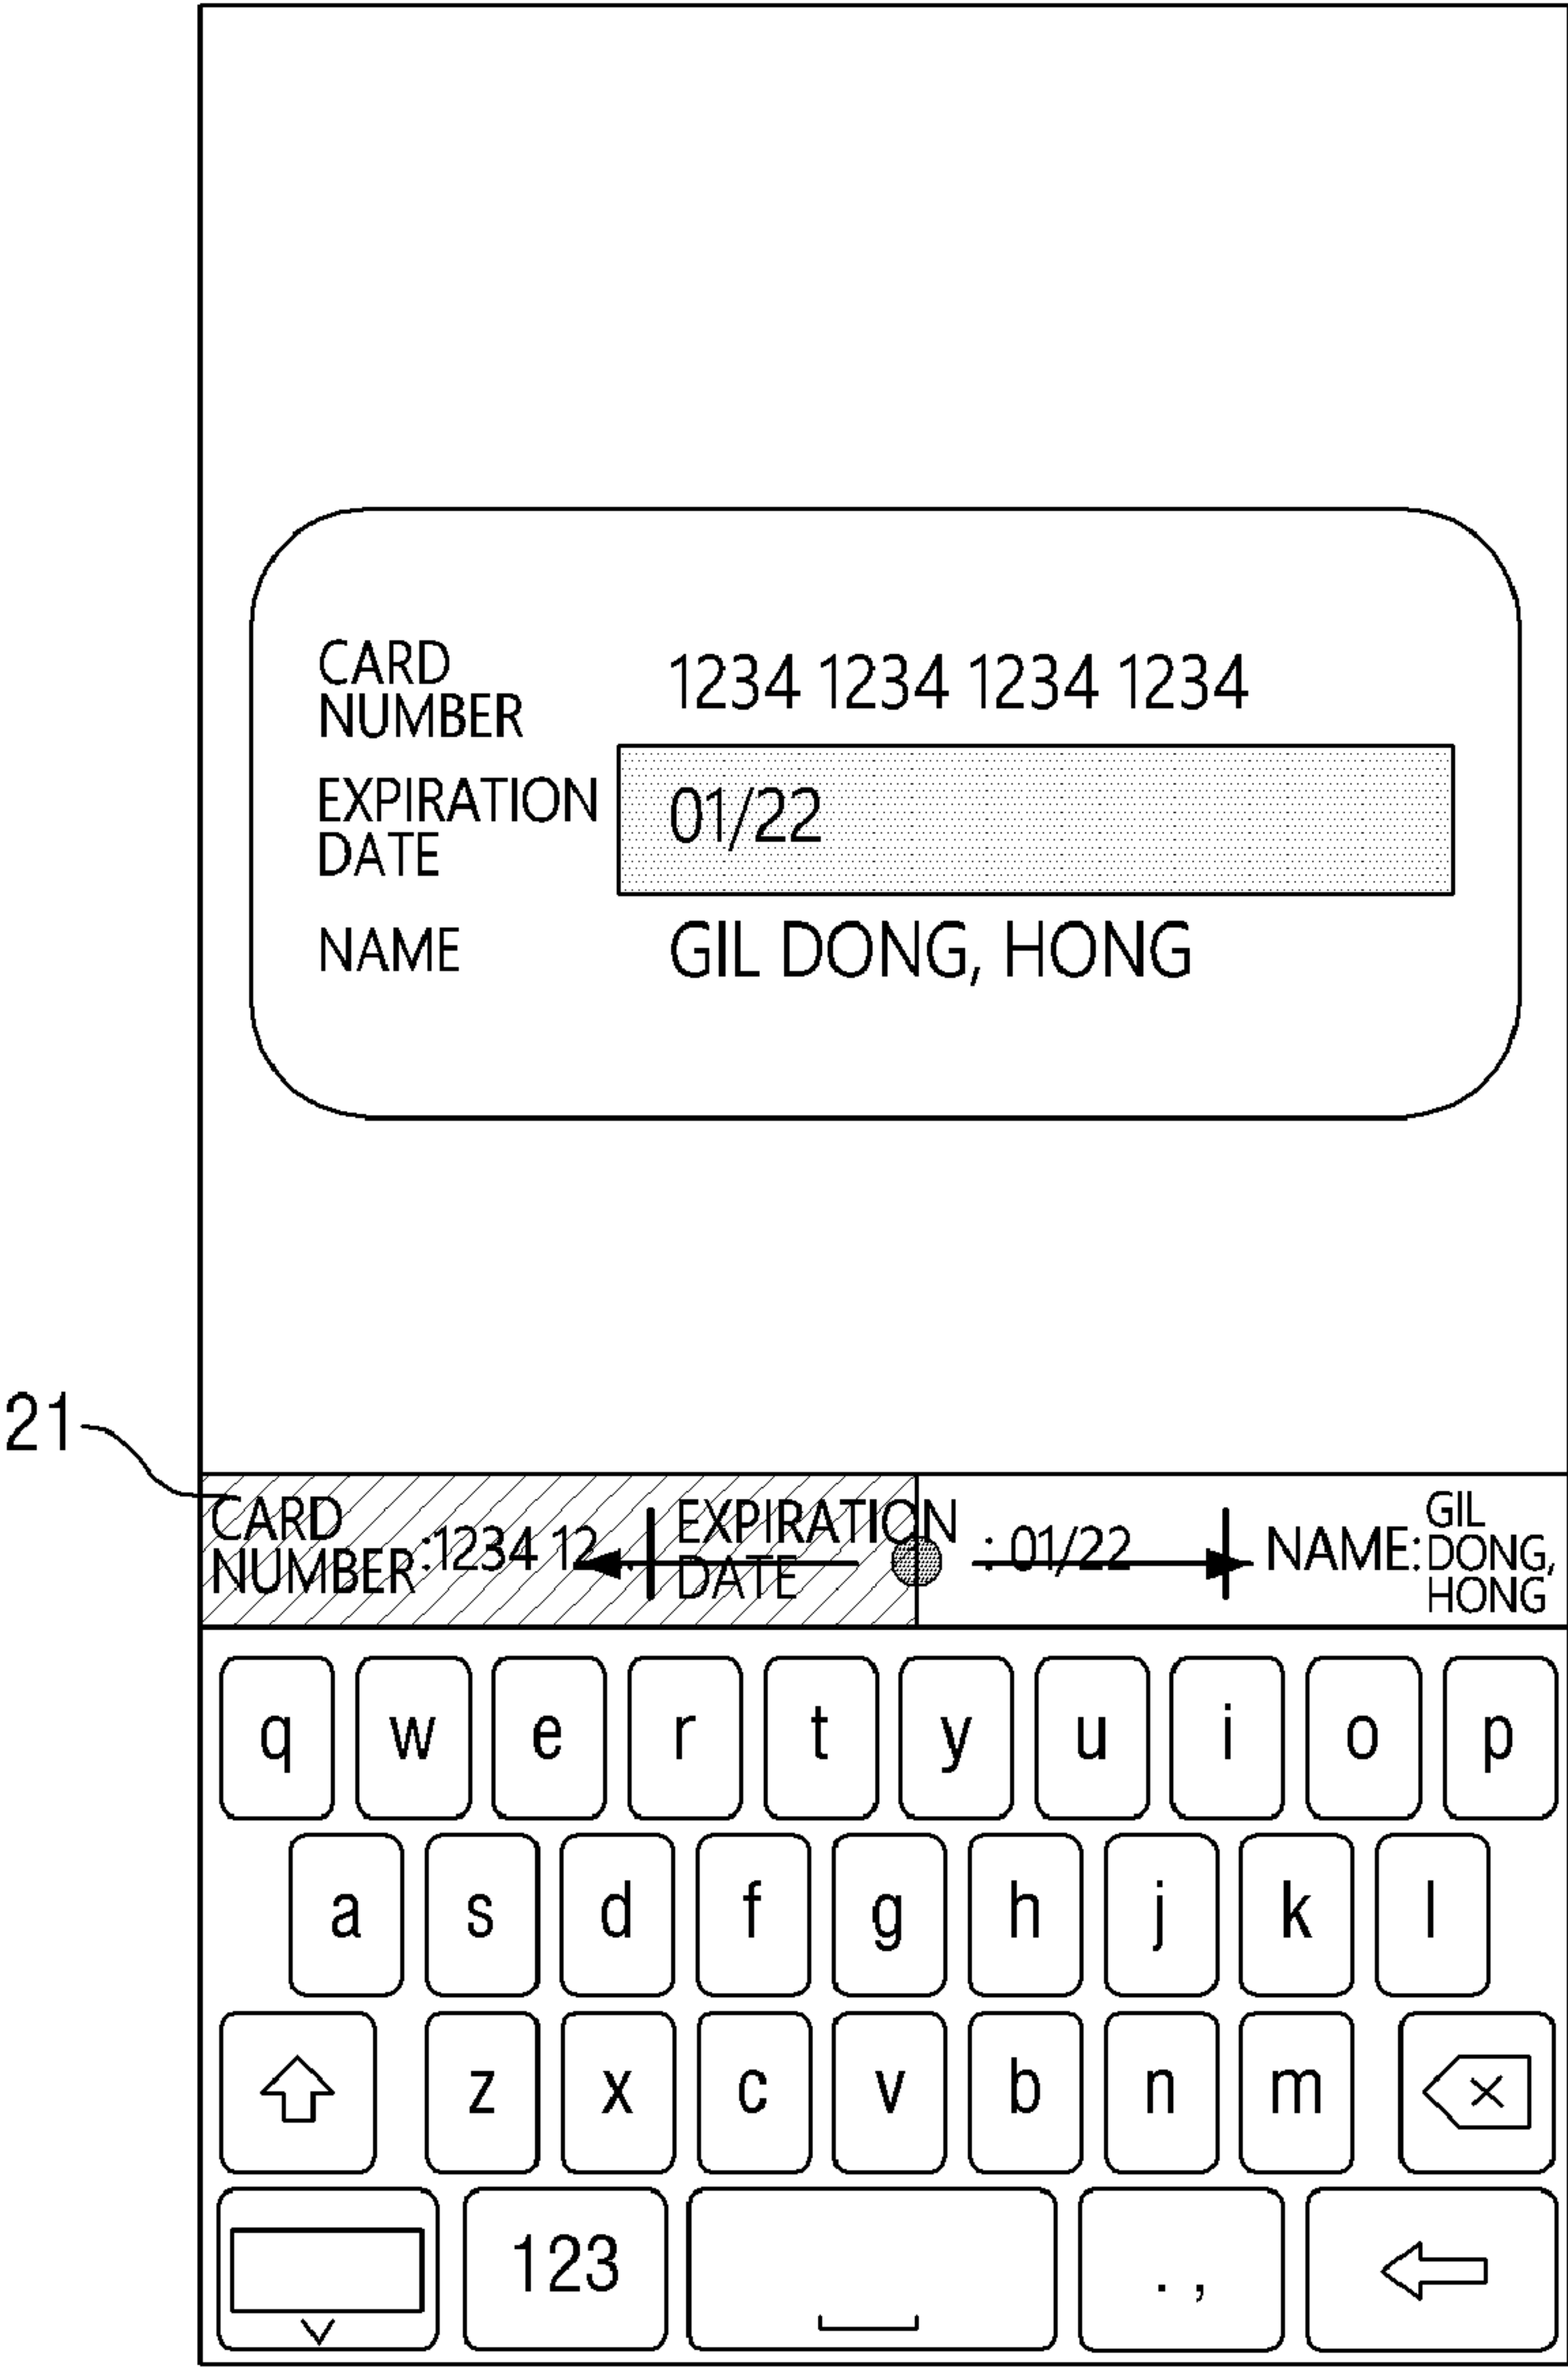 CARD
NUMBER
1234 1234 1234 1234
EXPIRATION
DATE
01/22
NAME
GIL DONG, HONG
21
CARD
NUMBER
:1234 12..
EXPIRATION
DATE
: 01/22
NAME:
GIL
DONG,
HONG
q w e r t y u i o p
a s d f g h j k l
z x c v b n m
123
. ,